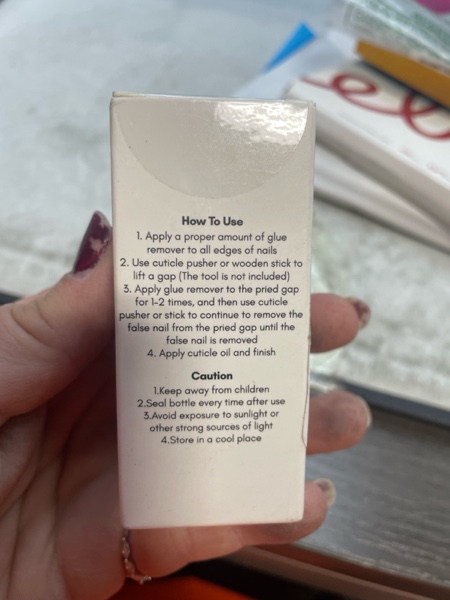 How To Use
1. Apply a proper amount of glue
remover to all edges of nails
2. Use cuticle pusher or wooden stick to
lift a gap (The tool is not included)
3. Apply glue remover to the pried gap
for 1-2 times, and then use cuticle
pusher or stick to continue to remove the
false nail from the pried gap until the
false nail is removed
4. Apply cuticle oil and finish
Caution
1.Keep away from children
2.Seal bottle every time after use
3.Avoid exposure to sunlight or
other strong sources of light
4.Store in a cool place